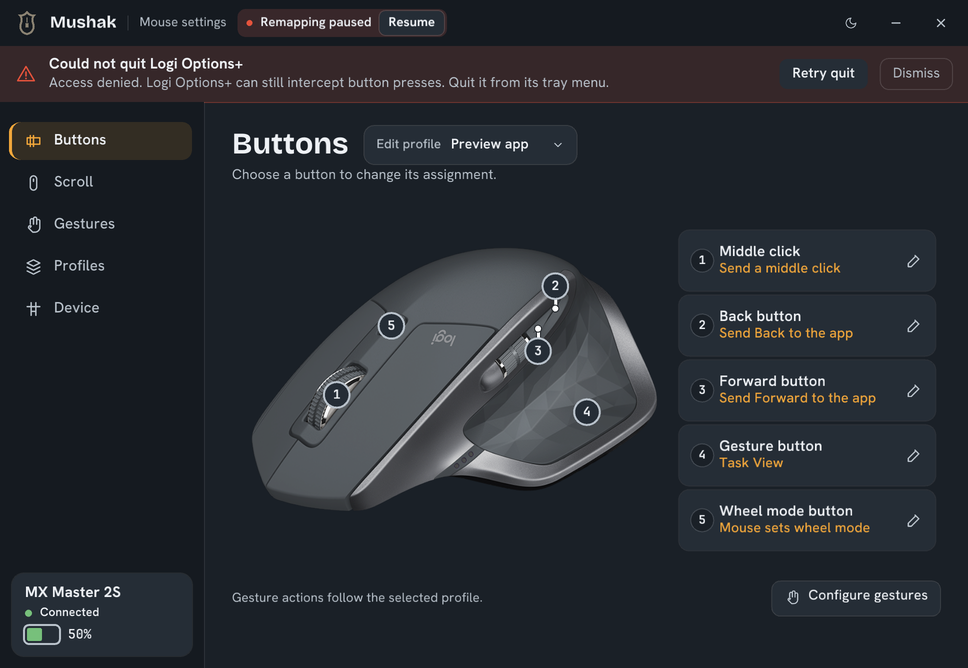 Mushak
Mouse settings
Remapping paused
Resume
Could not quit Logi Options+
Access denied. Logi Options+ can still intercept button presses. Quit it from its tray menu.
Retry quit
Dismiss
Buttons
Scroll
Gestures
Profiles
Device
MX Master 2S
Connected
50%
Buttons
Edit profile Preview app
Choose a button to change its assignment.
logi
1
2
3
4
5
1
Middle click
Send a middle click
2
Back button
Send Back to the app
3
Forward button
Send Forward to the app
4
Gesture button
Task View
5
Wheel mode button
Mouse sets wheel mode
Gesture actions follow the selected profile.
Configure gestures